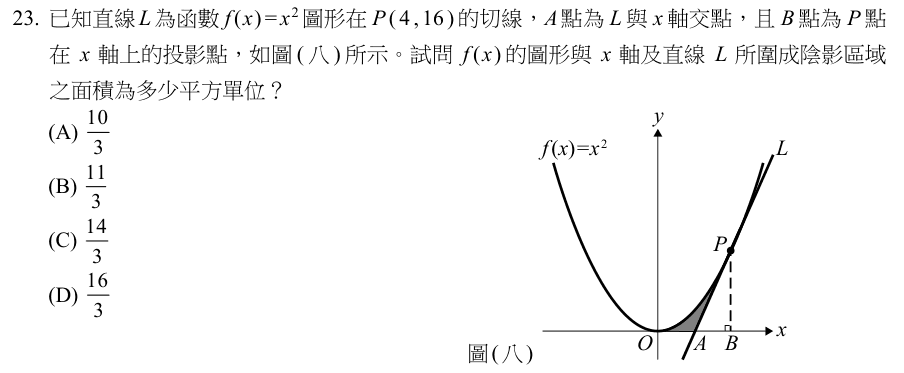 23. 已知直線 L 為函數 f(x)=x² 圖形在 P(4,16) 的切線，A 點為 L 與 x 軸交點，且 B 點為 P 點
在 x 軸上的投影點，如圖(八)所示。試問 f(x) 的圖形與 x 軸及直線 L 所圍成陰影區域
之面積為多少平方單位？
(A) 10/3
(B) 11/3
(C) 14/3
(D) 16/3
y
f(x)=x²
L
P
x
O
A
B
圖(八)